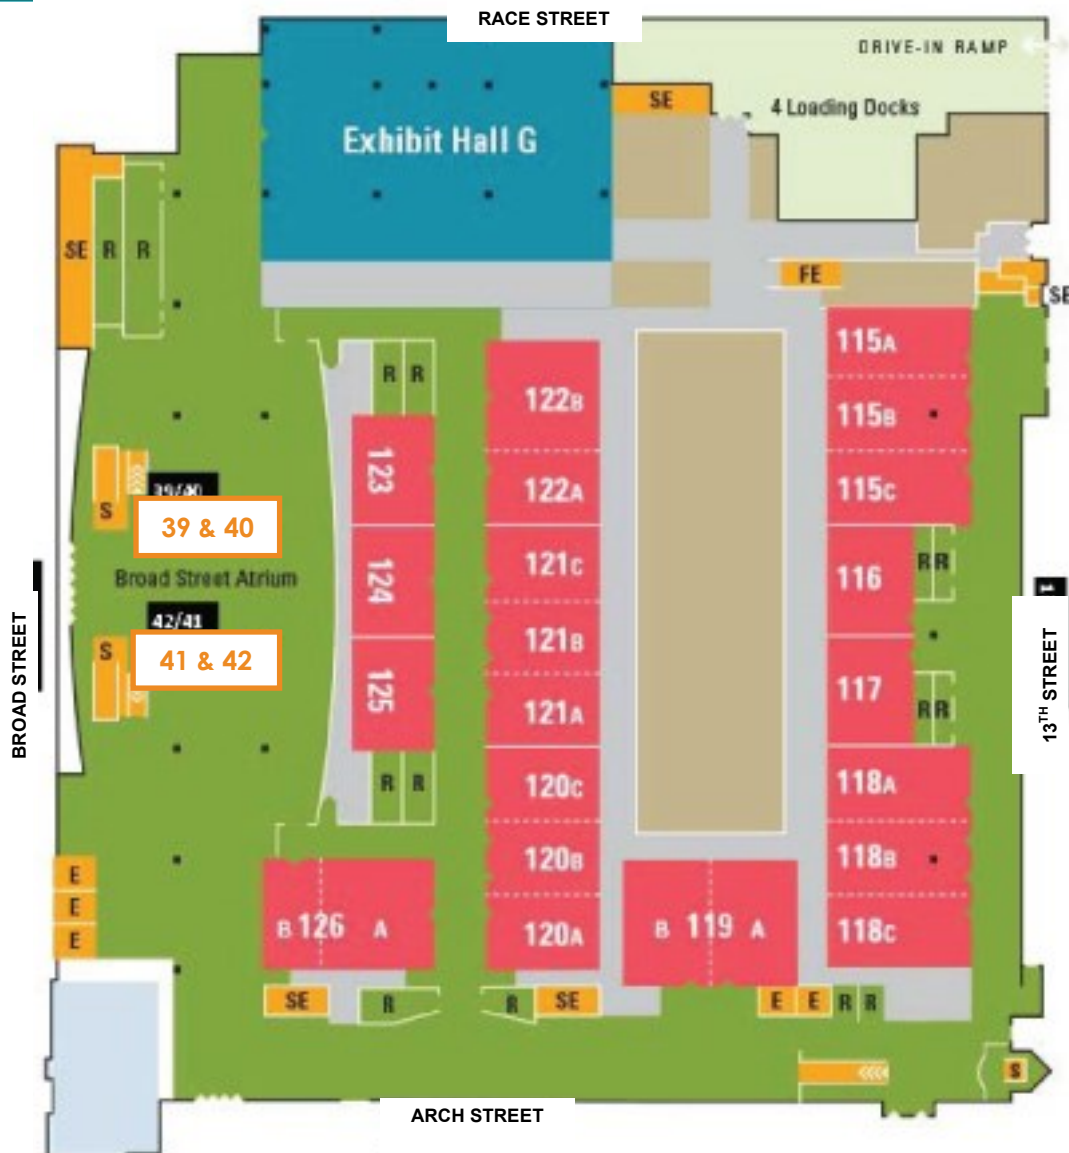 RACE STREET
DRIVE-IN RAMP
SE
4 Loading Docks
Exhibit Hall G
SE
R
R
FE
SE
115A
R
R
122B
115B
123
122A
115C
39/40
S
39 & 40
121C
R
R
124
116
Broad Street Atrium
42/41
121B
S
41 & 42
BROAD STREET
13TH STREET
125
117
121A
R
R
R
R
120C
118A
120B
118B
E
E
E
B 126 A
120A
B 119 A
118C
SE
R
R
SE
E
E
R
R
S
ARCH STREET